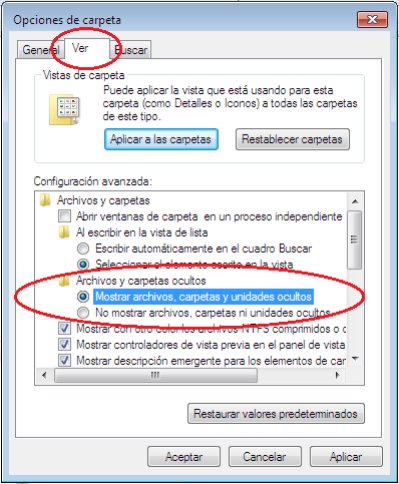 Opciones de carpeta
General Ver Buscar
Vistas de carpeta
Puede aplicar la vista que está usando para esta
carpeta (como Detalles o Iconos) a todas las carpetas
de este tipo.
Aplicar a las carpetas Restablecer carpetas
Configuración avanzada:
Archivos y carpetas
Abrir ventanas de carpeta en un proceso independiente
Al escribir en la vista de lista
Escribir automáticamente en el cuadro Buscar
Seleccionar el elemento escrito en la vista
Archivos y carpetas ocultos
Mostrar archivos, carpetas y unidades ocultos
No mostrar archivos, carpetas ni unidades ocultos
Mostrar con otro color los archivos NTFS comprimidos o c
Mostrar controladores de vista previa en el panel de vista
Mostrar descripción emergente para los elementos de car
Restaurar valores predeterminados
Aceptar Cancelar Aplicar